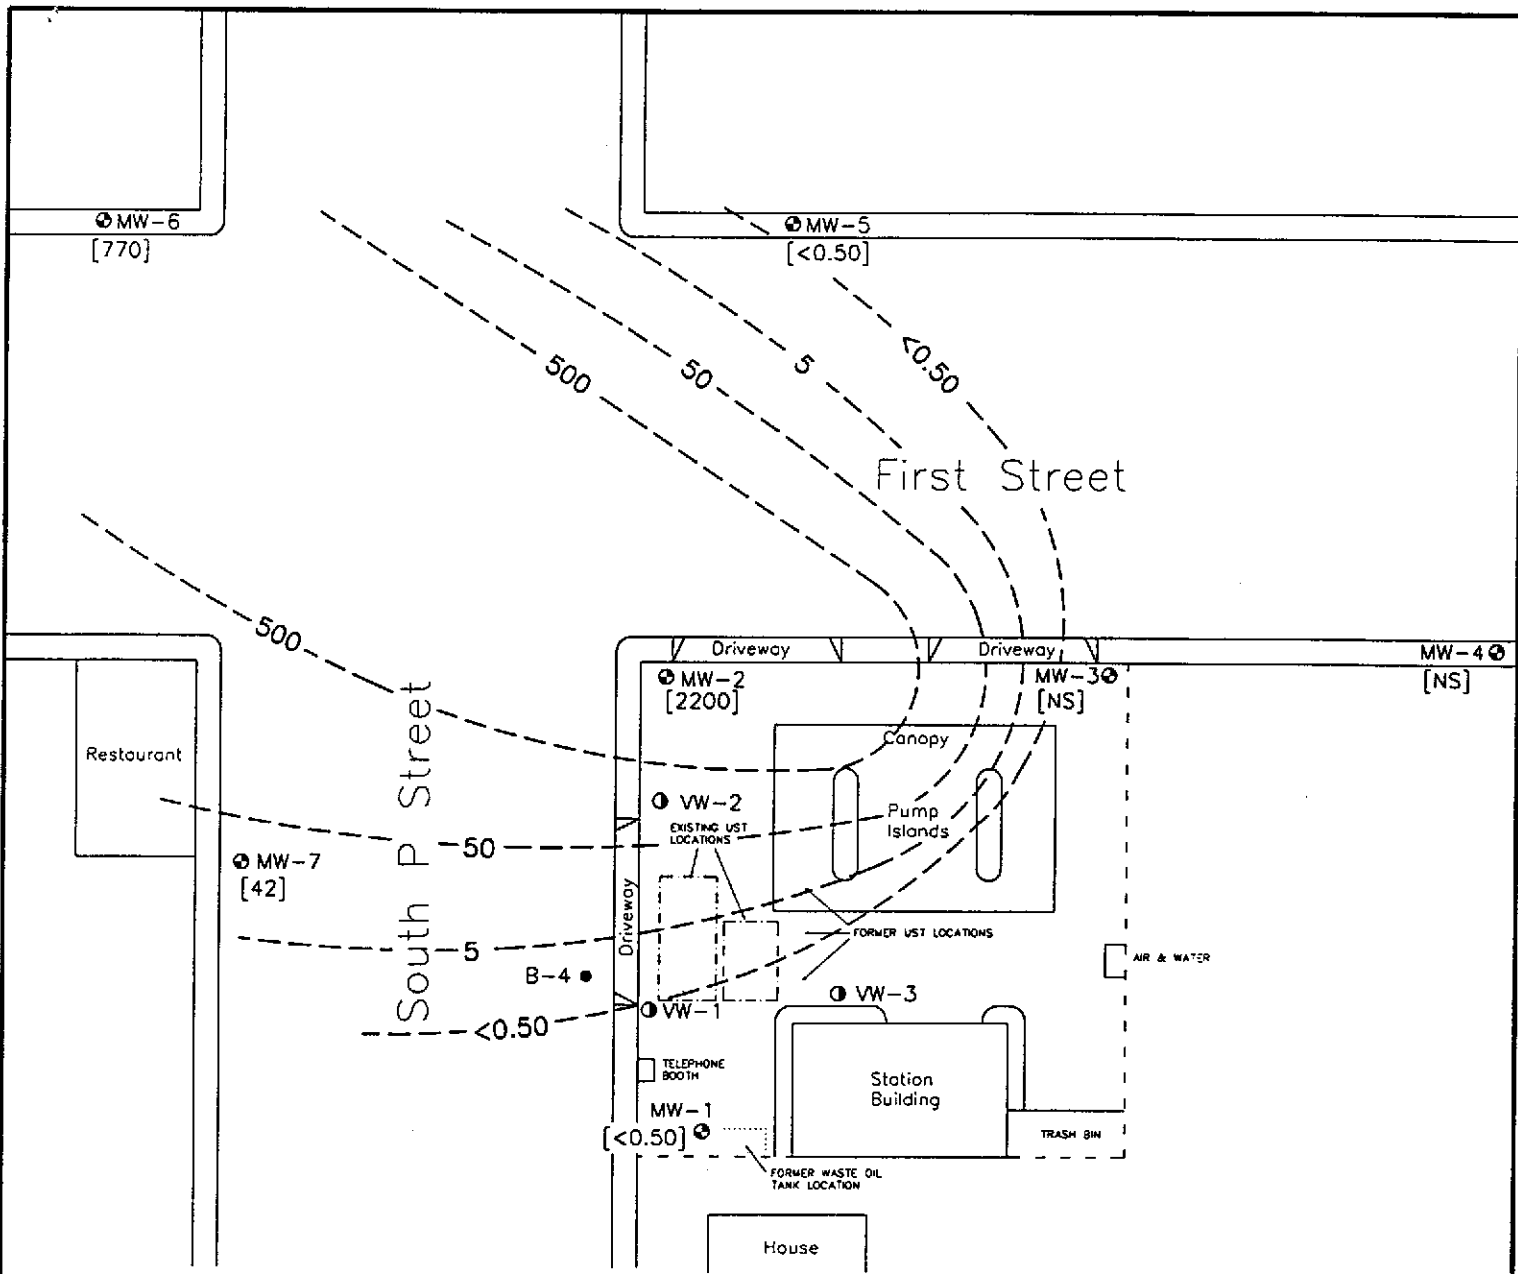 MW-6
[770]
MW-5
[<0.50]
500
50
5
<0.50
First Street
500
Driveway
Driveway
MW-2
[2200]
MW-3
[NS]
MW-4
[NS]
South P Street
Restaurant
Canopy
VW-2
EXISTING UST
LOCATIONS
Pump
Islands
50
MW-7
[42]
Driveway
5
FORMER UST LOCATIONS
AIR & WATER
B-4
VW-3
VW-1
<0.50
TELEPHONE
BOOTH
Station
Building
MW-1
[<0.50]
TRASH BIN
FORMER WASTE OIL
TANK LOCATION
House